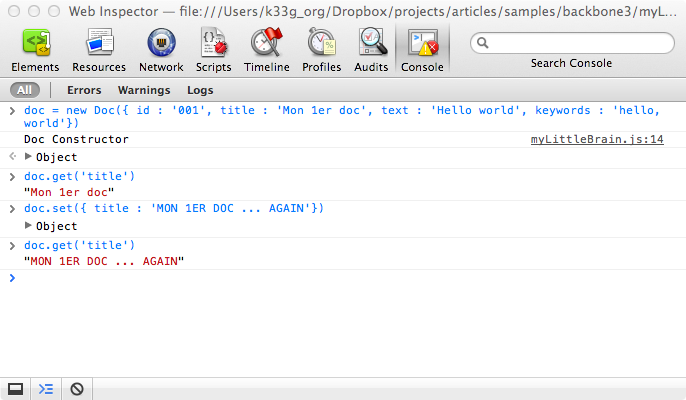 Web Inspector — file:///Users/k33g_org/Dropbox/projects/articles/samples/backbone3/myL...
Elements Resources Network Scripts Timeline Profiles Audits Console Search Console
All Errors Warnings Logs
doc = new Doc({ id : '001', title : 'Mon 1er doc', text : 'Hello world', keywords : 'hello,
world'})
Doc Constructor myLittleBrain.js:14
Object
doc.get('title')
"Mon 1er doc"
doc.set({ title : 'MON 1ER DOC ... AGAIN'})
Object
doc.get('title')
"MON 1ER DOC ... AGAIN"